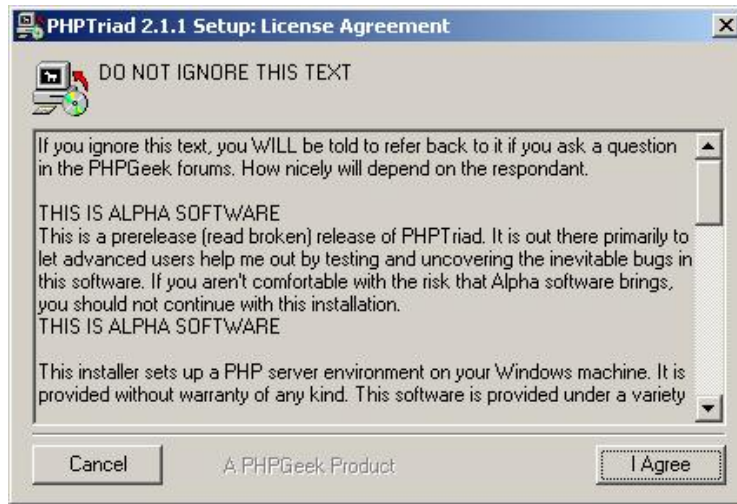 PHPTriad 2.1.1 Setup: License Agreement
DO NOT IGNORE THIS TEXT
If you ignore this text, you WILL be told to refer back to it if you ask a question
in the PHPGeek forums. How nicely will depend on the respondant.
THIS IS ALPHA SOFTWARE
This is a prerelease (read broken) release of PHPTriad. It is out there primarily to
let advanced users help me out by testing and uncovering the inevitable bugs in
this software. If you aren't comfortable with the risk that Alpha software brings,
you should not continue with this installation.
THIS IS ALPHA SOFTWARE
This installer sets up a PHP server environment on your Windows machine. It is
provided without warranty of any kind. This software is provided under a variety
Cancel
A PHPGeek Product
I Agree